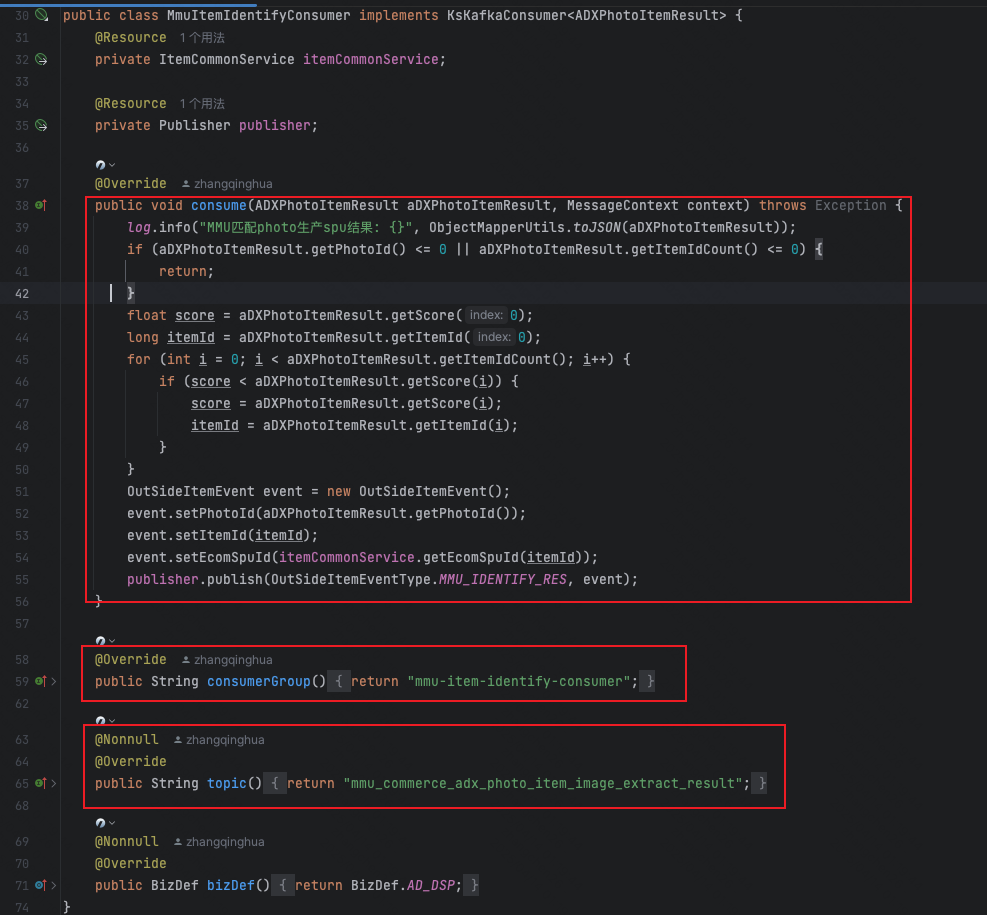 30 public class MmuItemIdentifyConsumer implements KsKafkaConsumer<ADXPhotoItemResult> {
31 @Resource 1个用法
32 private ItemCommonService itemCommonService;
33
34 @Resource 1个用法
35 private Publisher publisher;
36
37 @Override zhangqinghua
38 public void consume(ADXPhotoItemResult aDXPhotoItemResult, MessageContext context) throws Exception {
39 log.info("MMU匹配photo生产spu结果: {}", ObjectMapperUtils.toJSON(aDXPhotoItemResult));
40 if (aDXPhotoItemResult.getPhotoId() <= 0 || aDXPhotoItemResult.getItemIdCount() <= 0) {
41 return;
42 }
43 float score = aDXPhotoItemResult.getScore( index: 0);
44 long itemId = aDXPhotoItemResult.getItemId( index: 0);
45 for (int i = 0; i < aDXPhotoItemResult.getItemIdCount(); i++) {
46 if (score < aDXPhotoItemResult.getScore(i)) {
47 score = aDXPhotoItemResult.getScore(i);
48 itemId = aDXPhotoItemResult.getItemId(i);
49 }
50 }
51 OutSideItemEvent event = new OutSideItemEvent();
52 event.setPhotoId(aDXPhotoItemResult.getPhotoId());
53 event.setItemId(itemId);
54 event.setEcomSpuId(itemCommonService.getEcomSpuId(itemId));
55 publisher.publish(OutSideItemEventType.MMU_IDENTIFY_RES, event);
56 }
57
58 @Override zhangqinghua
59 public String consumerGroup() { return "mmu-item-identify-consumer"; }
62
63 @Nonnull zhangqinghua
64 @Override
65 public String topic() { return "mmu_commerce_adx_photo_item_image_extract_result"; }
68
69 @Nonnull zhangqinghua
70 @Override
71 public BizDef bizDef() { return BizDef.AD_DSP; }
74 }